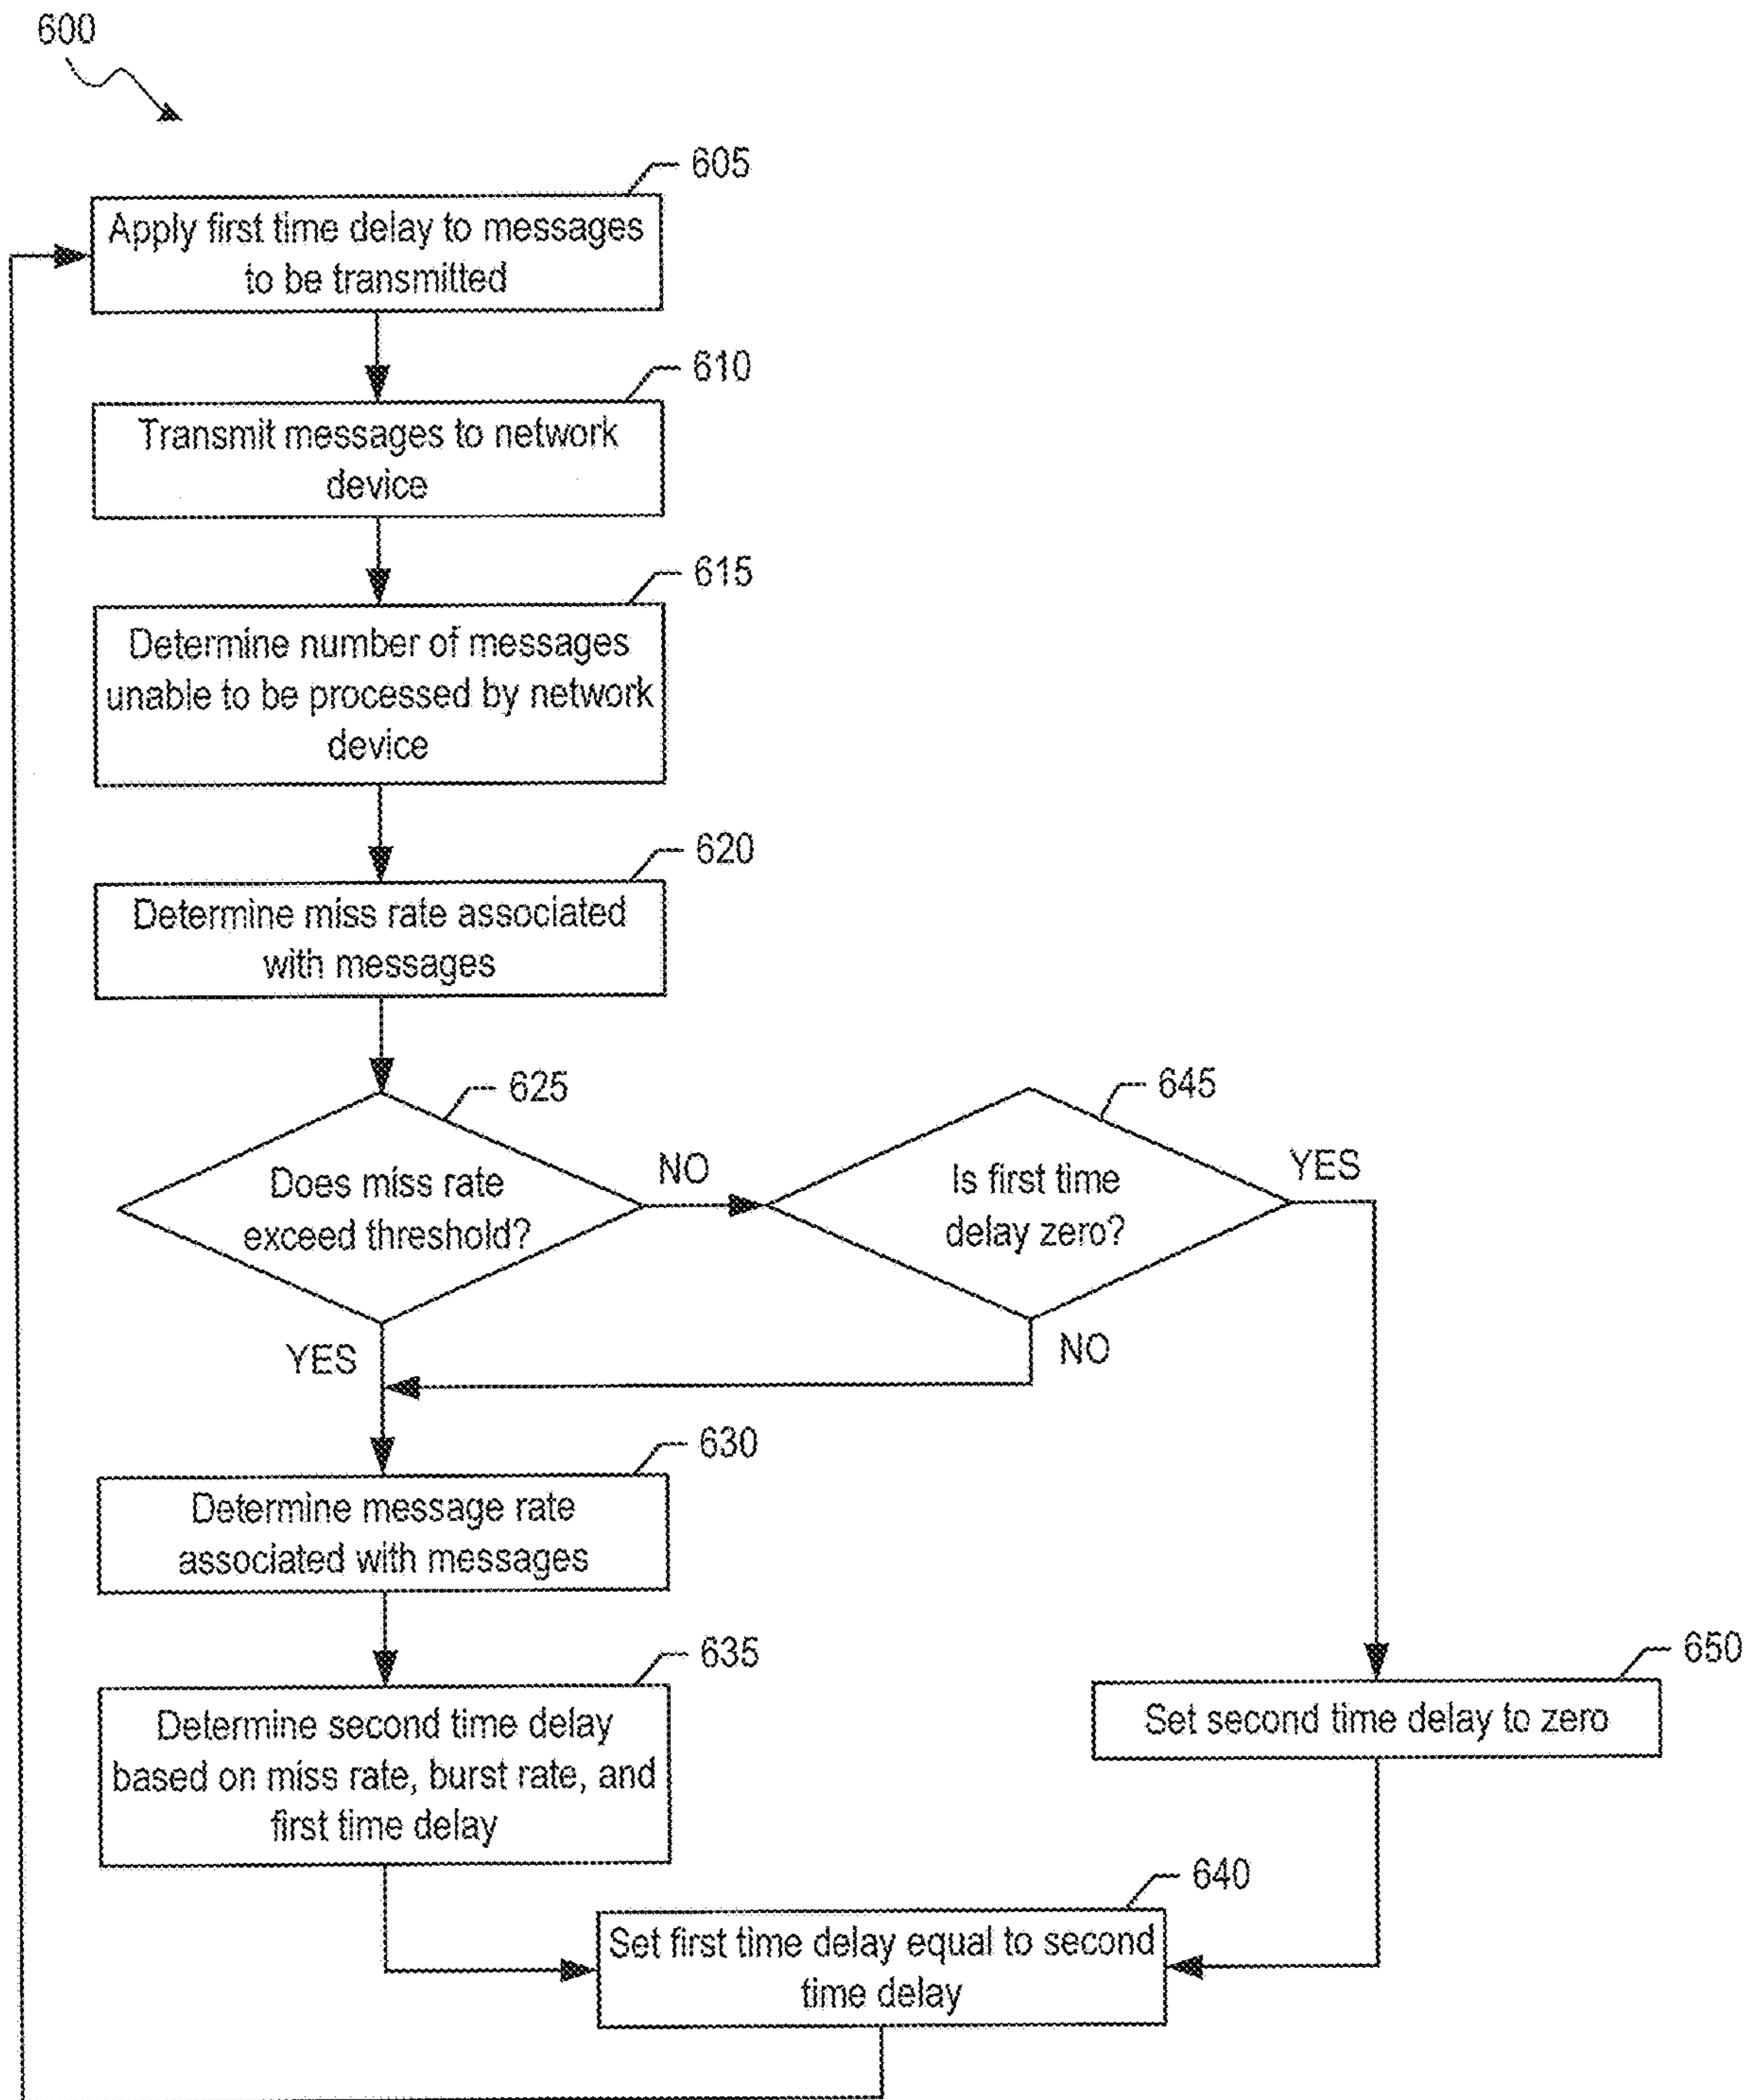 600
605
Apply first time delay to messages
to be transmitted
610
Transmit messages to network
device
615
Determine number of messages
unable to be processed by network
device
620
Determine miss rate associated
with messages
625
Does miss rate
exceed threshold?
NO
YES
645
Is first time
delay zero?
YES
NO
630
Determine message rate
associated with messages
635
Determine second time delay
based on miss rate, burst rate, and
first time delay
650
Set second time delay to zero
640
Set first time delay equal to second
time delay